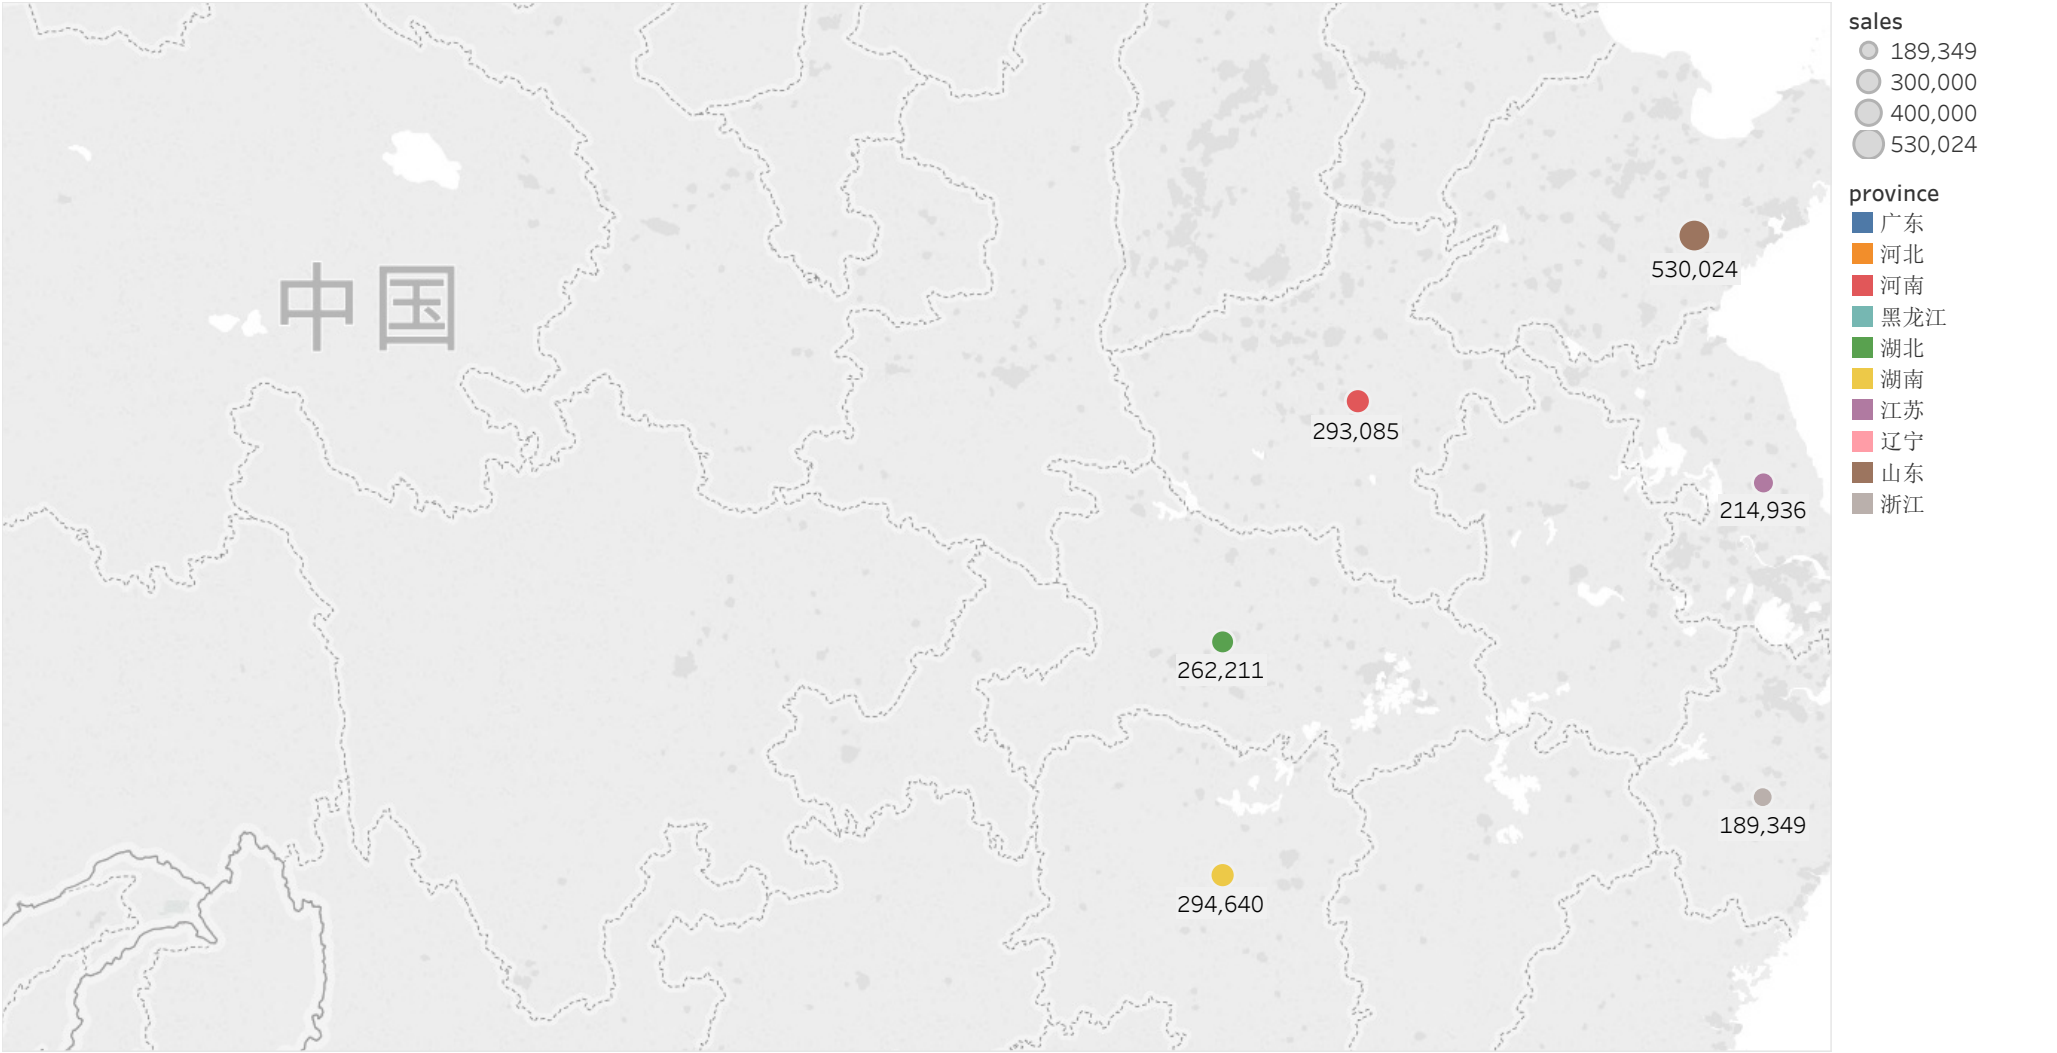 sales
189,349
300,000
400,000
530,024
province
广东
河北
河南
黑龙江
湖北
湖南
江苏
辽宁
山东
浙江
中国
530,024
293,085
214,936
262,211
189,349
294,640